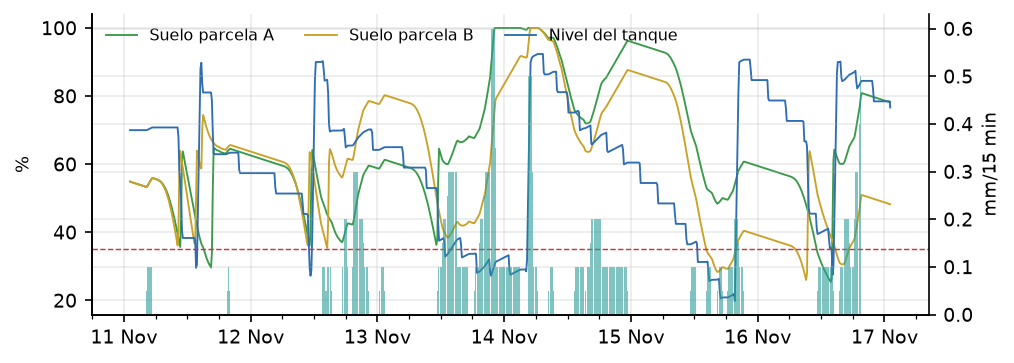 Suelo parcela A
Suelo parcela B
Nivel del tanque
100
80
60
40
20
%
0.6
0.5
0.4
0.3
0.2
0.1
0.0
mm/15 min
11 Nov
12 Nov
13 Nov
14 Nov
15 Nov
16 Nov
17 Nov